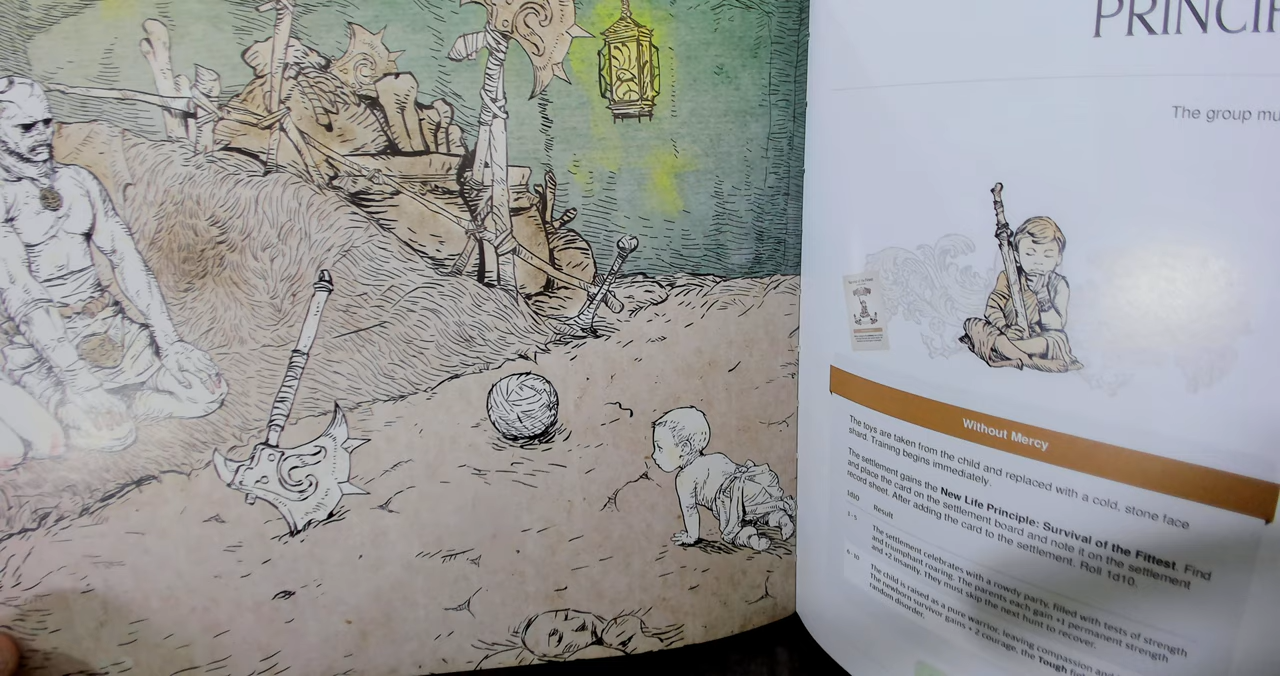 PRINCI
The group mu
Without Mercy
The toys are taken from the child and replaced with a cold, stone face
shard. Training begins immediately.
The settlement gains the New Life Principle: Survival of the Fittest. Find
and place the card on the settlement board and note it on the settlement
record sheet. After adding the card to the settlement. Roll 1d10.
1d10 Result
1-5 The settlement celebrates with a rowdy party, filled with tests of strength
and triumphant roaring. The parents each gain +1 permanent strength
and +2 insanity. They must skip the next hunt to recover.
6-10 The child is raised as a pure warrior, leaving compassion and
The newborn survivor gains + 2 courage, the Tough
random disorder.